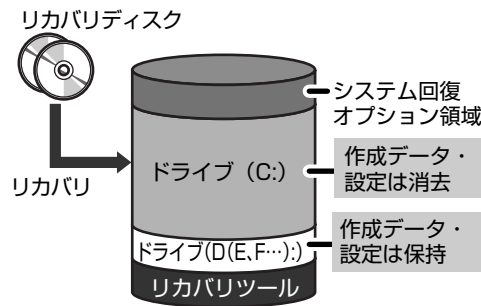 リカバリディスク
システム回復
オプション領域
ドライブ（C:）
作成データ・
設定は消去
リカバリ
作成データ・
設定は保持
ドライブ(D(E、F…):)
リカバリツール